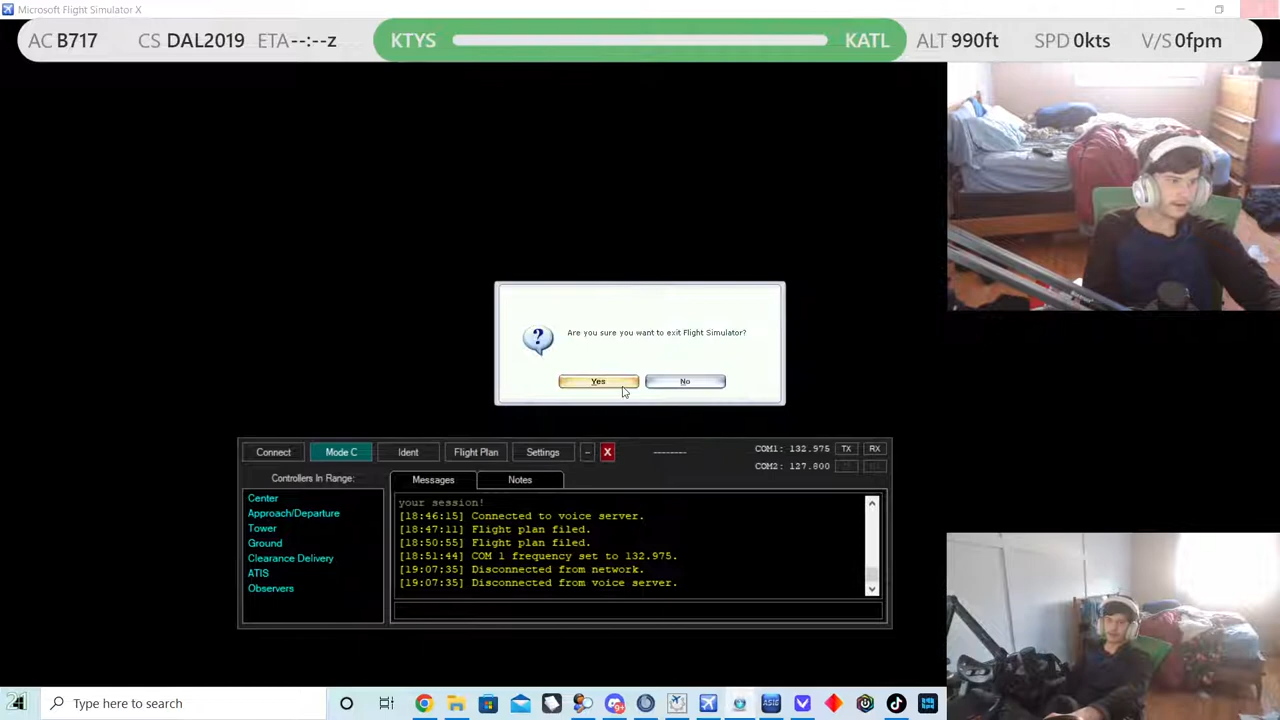 Microsoft Flight Simulator X
AC B717 CS DAL2019 ETA--:--z KTYS KATL ALT 990ft SPD 0kts V/S 0fpm
Are you sure you want to exit Flight Simulator?
Yes No
Connect Mode C Ident Flight Plan Settings – X -------- COM1: 132.975 TX RX
COM2: 127.800
Controllers In Range: Messages Notes
Center
Approach/Departure
Tower
Ground
Clearance Delivery
ATIS
Observers
your session!
[18:46:15] Connected to voice server.
[18:47:11] Flight plan filed.
[18:50:55] Flight plan filed.
[18:51:44] COM 1 frequency set to 132.975.
[19:07:35] Disconnected from network.
[19:07:35] Disconnected from voice server.
Type here to search